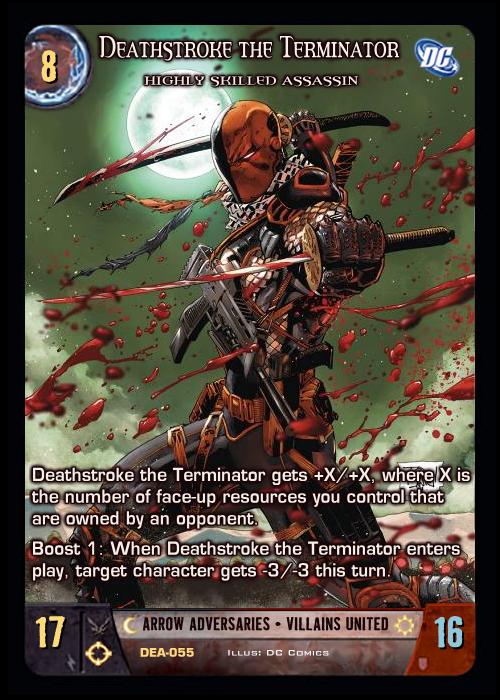 8
DEATHSTROKE THE TERMINATOR
HIGHLY SKILLED ASSASSIN
DC
Deathstroke the Terminator gets +X/+X, where X is
the number of face-up resources you control that
are owned by an opponent.
Boost 1: When Deathstroke the Terminator enters
play, target character gets -3/-3 this turn.
17
ARROW ADVERSARIES • VILLAINS UNITED
16
DEA-055
ILLUS: DC COMICS